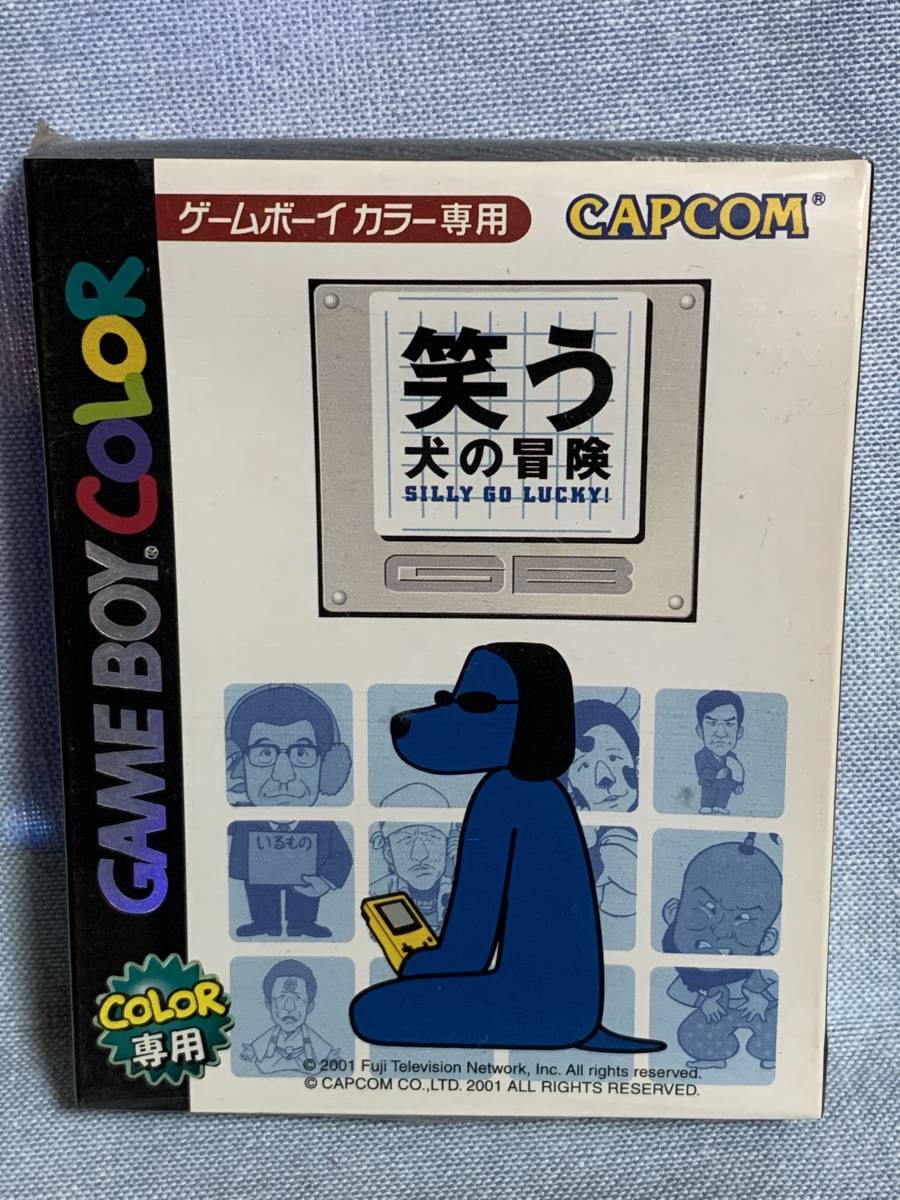 ゲームボーイ カラー専用
CAPCOM®
GAME BOY COLOR
笑う
犬の冒険
SILLY GO LUCKY!
GB
いるもの
COLOR
専用
© 2001 Fuji Television Network, Inc. All rights reserved.
© CAPCOM CO.,LTD. 2001 ALL RIGHTS RESERVED.